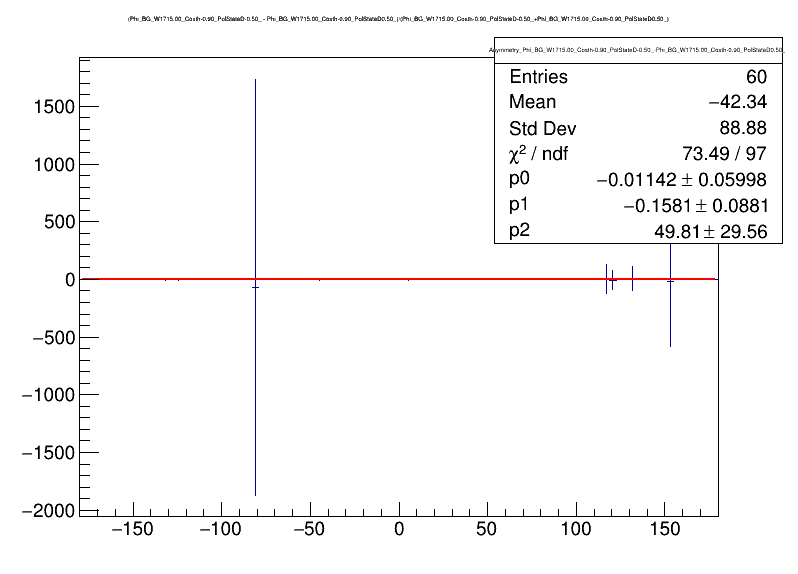 (Phi_BG_W1715.00_Costh-0.90_PolStateD-0.50_ - Phi_BG_W1715.00_Costh-0.90_PolStateD0.50_)/(Phi_BG_W1715.00_Costh-0.90_PolStateD-0.50_+Phi_BG_W1715.00_Costh-0.90_PolStateD0.50_)
Asymmetry_Phi_BG_W1715.00_Costh-0.90_PolStateD-0.50_-Phi_BG_W1715.00_Costh-0.90_PolStateD0.50_
Entries 60
Mean −42.34
Std Dev 88.88
χ² / ndf 73.49 / 97
p0 −0.01142 ± 0.05998
p1 −0.1581 ± 0.0881
p2 49.81 ± 29.56
1500
1000
500
0
−500
−1000
−1500
−2000
−150 −100 −50 0 50 100 150